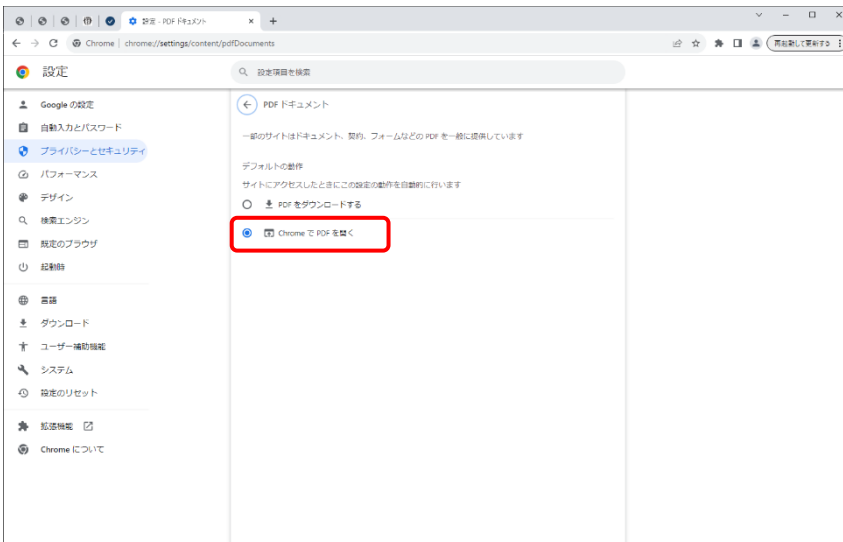 設定 - PDF ドキュメント
Chrome | chrome://settings/content/pdfDocuments
再起動して更新する
設定
設定項目を検索
Google の設定
自動入力とパスワード
プライバシーとセキュリティ
パフォーマンス
デザイン
検索エンジン
既定のブラウザ
起動時
言語
ダウンロード
ユーザー補助機能
システム
設定のリセット
拡張機能
Chrome について
PDF ドキュメント
一部のサイトはドキュメント、契約、フォームなどの PDF を一般に提供しています
デフォルトの動作
サイトにアクセスしたときにこの設定の動作を自動的に行います
PDF をダウンロードする
Chrome で PDF を開く